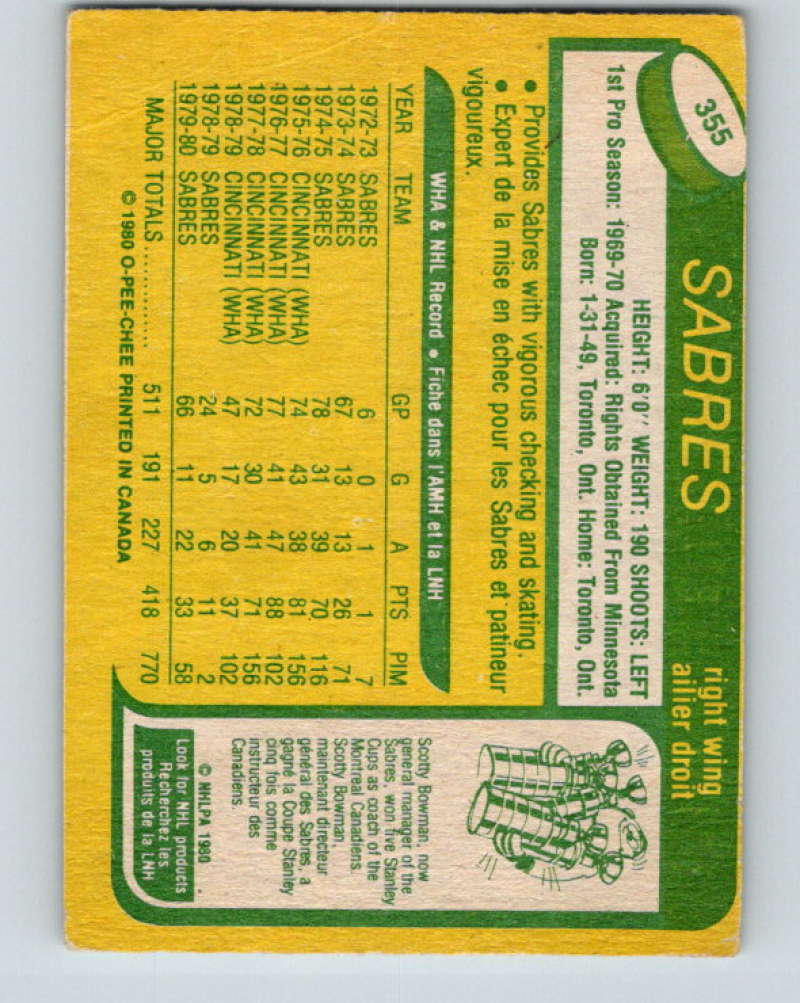 355
SABRES
right wing
ailier droit
HEIGHT: 6'0" WEIGHT: 190 SHOOTS: LEFT
1st Pro Season: 1969-70 Acquired: Rights Obtained From Minnesota
Born: 1-31-49, Toronto, Ont. Home: Toronto, Ont.
• Provides Sabres with vigorous checking and skating.
• Expert de la mise en échec pour les Sabres et patineur
vigoureux.
WHA & NHL Record • Fiche dans l'AMH et la LNH
YEAR TEAM GP G A PTS PIM
1972-73 SABRES 6 0 1 1 7
1973-74 SABRES 67 13 13 26 71
1974-75 SABRES 78 31 39 70 116
1975-76 CINCINNATI (WHA) 74 43 38 81 156
1976-77 CINCINNATI (WHA) 77 41 47 88 102
1977-78 CINCINNATI (WHA) 72 30 41 71 156
1978-79 CINCINNATI (WHA) 47 17 20 37 102
1978-79 SABRES 24 5 6 11 2
1979-80 SABRES 66 11 22 33 58
MAJOR TOTALS .............. 511 191 227 418 770
© 1980 O-PEE-CHEE PRINTED IN CANADA
Scotty Bowman, now
general manager of the
Sabres, won five Stanley
Cups as coach of the
Montreal Canadiens.
Scotty Bowman,
maintenant directeur
général des Sabres, a
gagné la Coupe Stanley
cinq fois comme
instructeur des
Canadiens.
© NHLPA 1980
Look for NHL products
Recherchez les
produits de la LNH